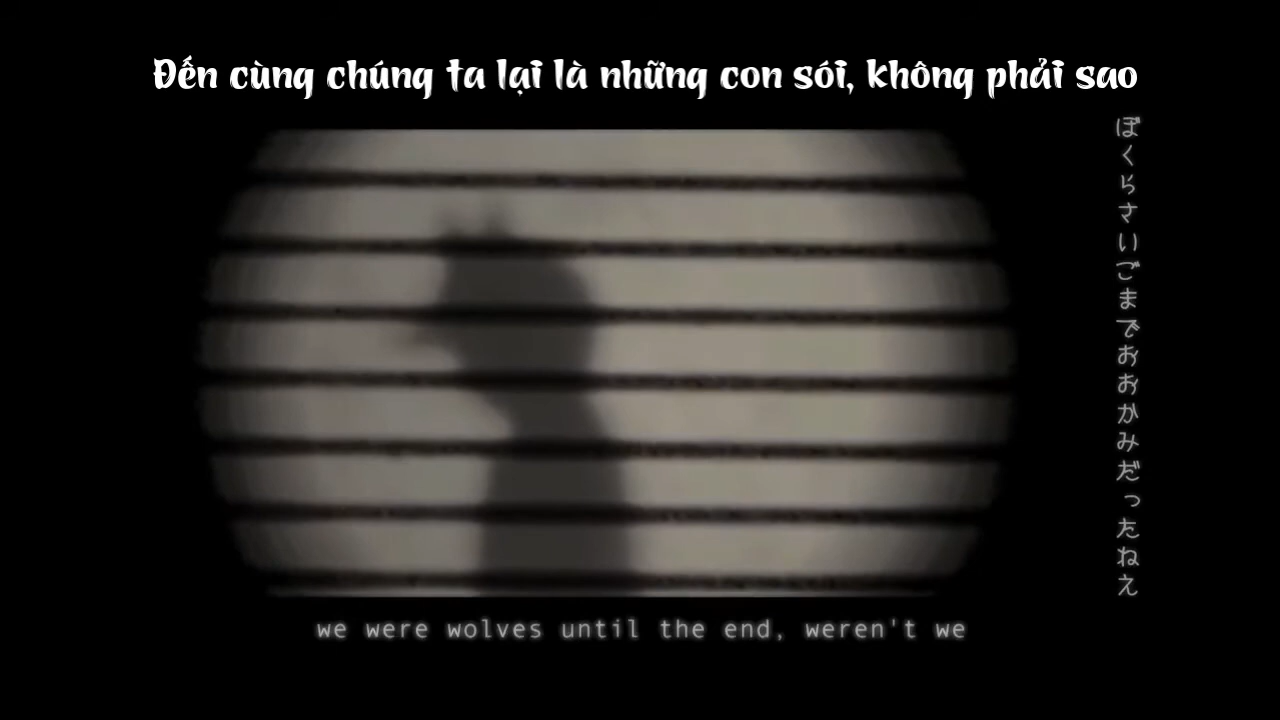 Đến cùng chúng ta lại là những con sói, không phải sao
ぼくらさいごまでおおかみだったねえ
we were wolves until the end, weren't we